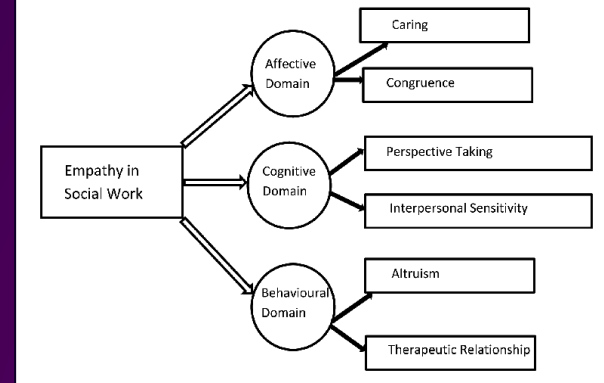 Empathy in
Social Work
Affective
Domain
Caring
Congruence
Cognitive
Domain
Perspective Taking
Interpersonal Sensitivity
Behavioural
Domain
Altruism
Therapeutic Relationship